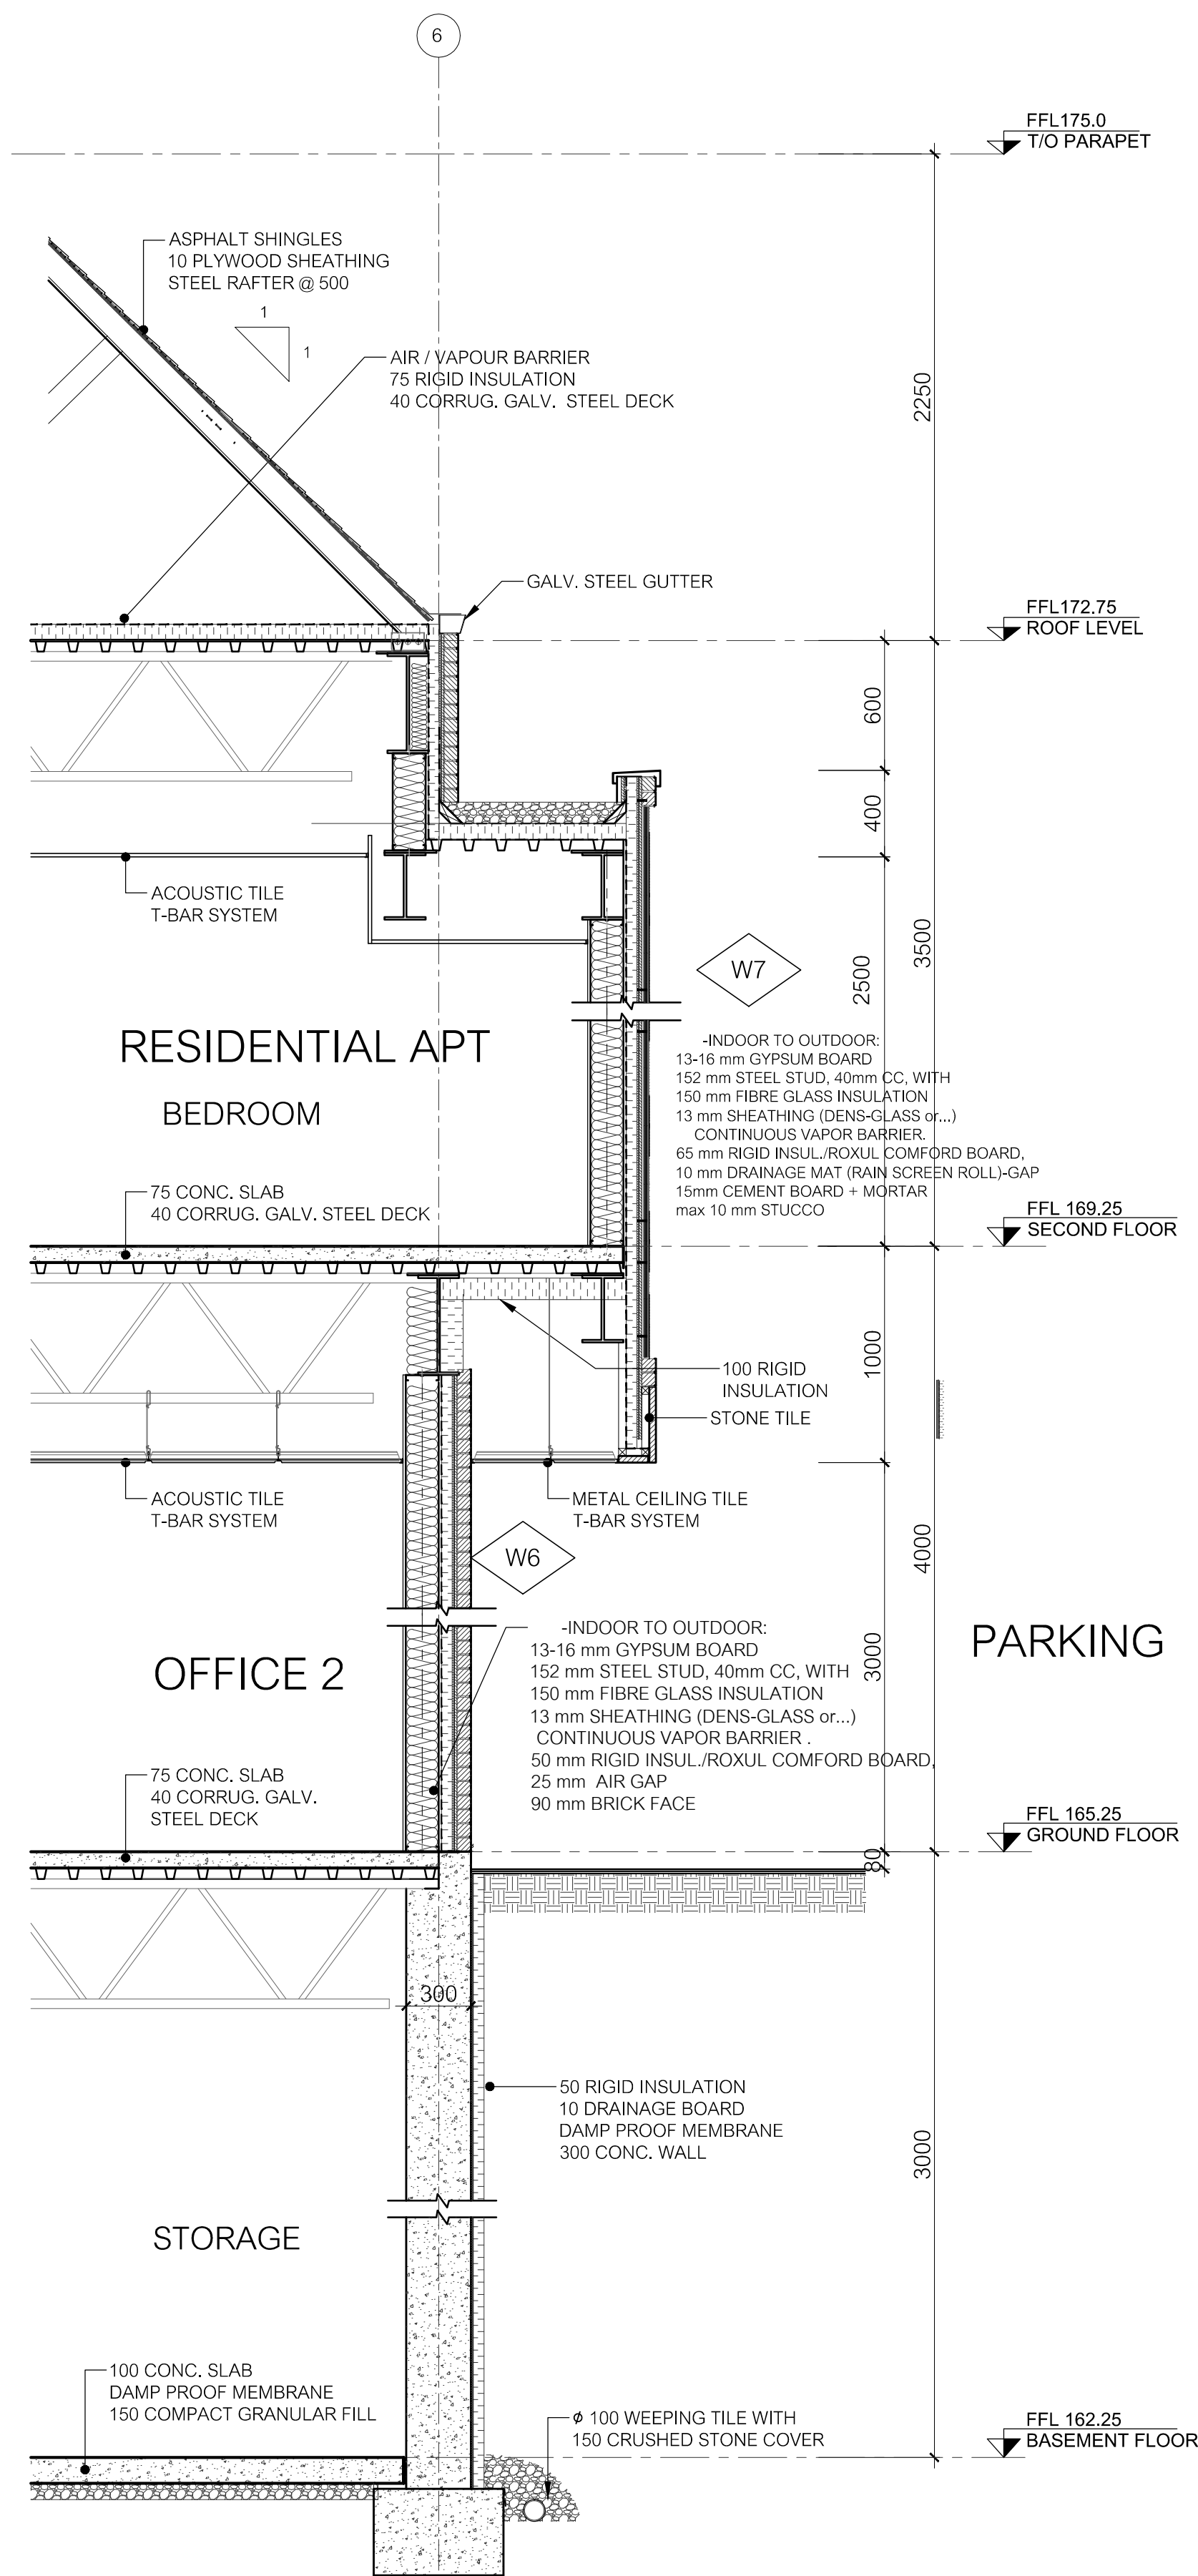 6
FFL175.0
T/O PARAPET
ASPHALT SHINGLES
10 PLYWOOD SHEATHING
STEEL RAFTER @ 500
1
1
AIR / VAPOUR BARRIER
75 RIGID INSULATION
40 CORRUG. GALV. STEEL DECK
2250
GALV. STEEL GUTTER
FFL172.75
ROOF LEVEL
600
400
ACOUSTIC TILE
T-BAR SYSTEM
3500
2500
W7
RESIDENTIAL APT
BEDROOM
-INDOOR TO OUTDOOR:
13-16 mm GYPSUM BOARD
152 mm STEEL STUD, 40mm CC, WITH
150 mm FIBRE GLASS INSULATION
13 mm SHEATHING (DENS-GLASS or...)
CONTINUOUS VAPOR BARRIER.
65 mm RIGID INSUL./ROXUL COMFORD BOARD,
10 mm DRAINAGE MAT (RAIN SCREEN ROLL)-GAP
15mm CEMENT BOARD + MORTAR
max 10 mm STUCCO
75 CONC. SLAB
40 CORRUG. GALV. STEEL DECK
FFL 169.25
SECOND FLOOR
1000
100 RIGID
INSULATION
STONE TILE
ACOUSTIC TILE
T-BAR SYSTEM
METAL CEILING TILE
T-BAR SYSTEM
4000
W6
3000
PARKING
OFFICE 2
-INDOOR TO OUTDOOR:
13-16 mm GYPSUM BOARD
152 mm STEEL STUD, 40mm CC, WITH
150 mm FIBRE GLASS INSULATION
13 mm SHEATHING (DENS-GLASS or...)
CONTINUOUS VAPOR BARRIER .
50 mm RIGID INSUL./ROXUL COMFORD BOARD,
25 mm AIR GAP
90 mm BRICK FACE
75 CONC. SLAB
40 CORRUG. GALV.
STEEL DECK
FFL 165.25
GROUND FLOOR
80
300
50 RIGID INSULATION
10 DRAINAGE BOARD
DAMP PROOF MEMBRANE
300 CONC. WALL
3000
STORAGE
100 CONC. SLAB
DAMP PROOF MEMBRANE
150 COMPACT GRANULAR FILL
ϕ 100 WEEPING TILE WITH
150 CRUSHED STONE COVER
FFL 162.25
BASEMENT FLOOR